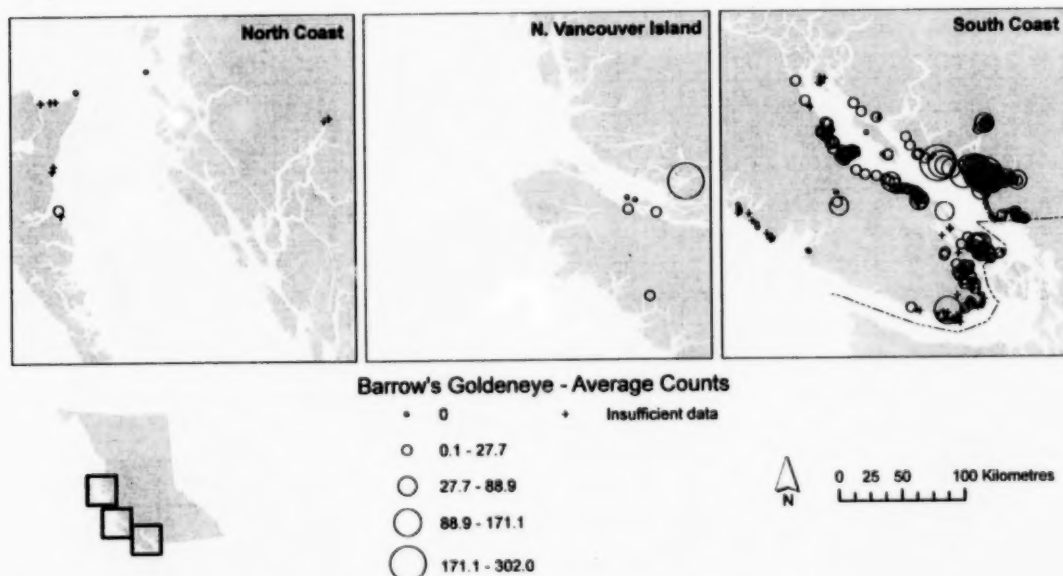 North Coast
N. Vancouver Island
South Coast
Barrow's Goldeneye - Average Counts
0
+ Insufficient data
0.1 - 27.7
27.7 - 88.9
88.9 - 171.1
171.1 - 302.0
N
0 25 50 100 Kilometres